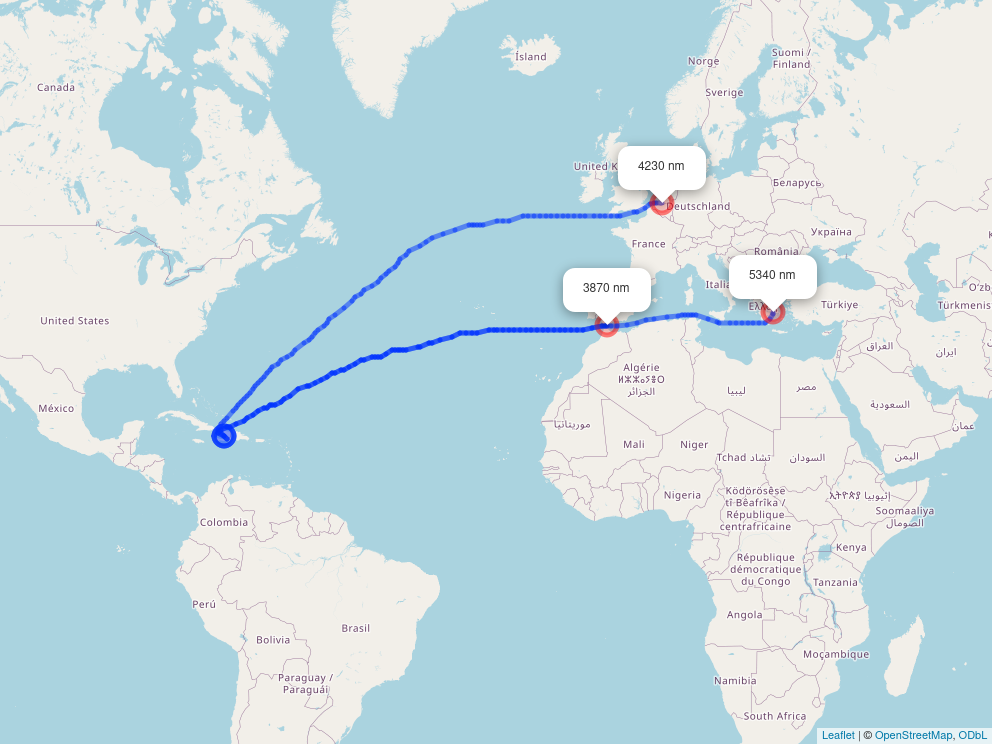 Ísland
Canada
Norge
Suomi /
Finland
Sverige
4230 nm
United K
Беларусь
Deutschland
Україна
France
România
5340 nm
Itali
3870 nm
Türkiye
Türkmenis
United States
العراق
ایران
Algérie
ⵍⵣⵣⴰⵢⴻⵔ
الجزائر
ليبيا
مصر
السعودية
México
عمان
موريتانيا
Mali
Niger
Tchad تشاد
السودان
اليمن
Nigeria
Ködörösêse
tî Bêafrîka /
République
centrafricaine
ኢትዮጵያ إثيوبيا
Soomaaliya
الصومال
Colombia
Kenya
République
démocratique
du Congo
Tanzania
Perú
Angola
Brasil
Bolivia
Moçambique
Paraguay /
Paraguái
Namibia
South Africa
Leaflet | © OpenStreetMap, ODbL